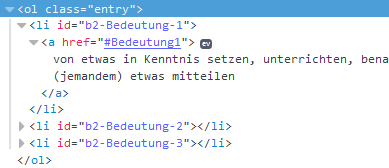 <ol class="entry">
<li id="b2-Bedeutung-1">
<a href="#Bedeutung1"> ev
von etwas in Kenntnis setzen, unterrichten, bena
(jemandem) etwas mitteilen
</a>
</li>
<li id="b2-Bedeutung-2"></li>
<li id="b2-Bedeutung-3"></li>
</ol>